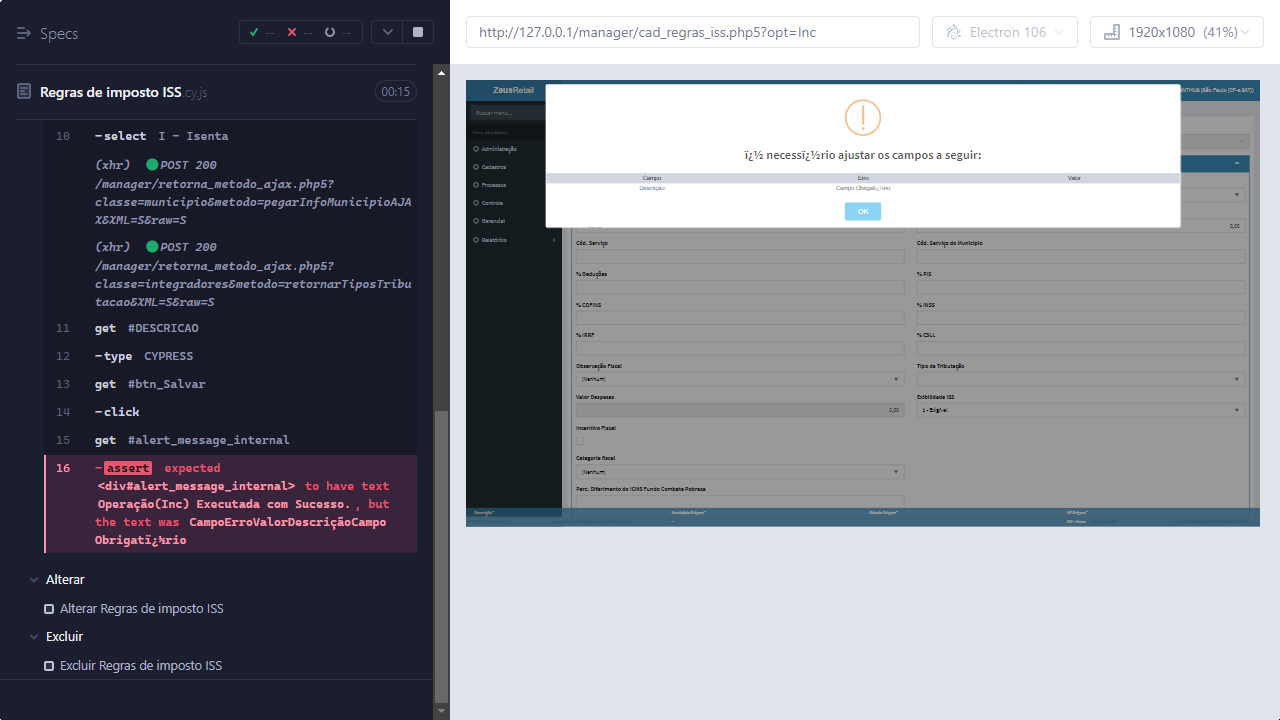 Specs
-- -- --
Regras de imposto ISS.cy.js
00:15
10 -select I - Isenta
(xhr) POST 200
/manager/retorna_metodo_ajax.php5?
classe=municipio&metodo=pegarInfoMunicipioAJA
X&XML=S&raw=S
(xhr) POST 200
/manager/retorna_metodo_ajax.php5?
classe=integradores&metodo=retornarTiposTribu
tacao&XML=S&raw=S
11 get #DESCRICAO
12 -type CYPRESS
13 get #btn_Salvar
14 -click
15 get #alert_message_internal
16 -assert expected
<div#alert_message_internal> to have text
Operação(Inc) Executada com Sucesso. , but
the text was CampoErroValorDescriçãoCampo
Obrigatï¿½rio
Alterar
Alterar Regras de imposto ISS
Excluir
Excluir Regras de imposto ISS
http://127.0.0.1/manager/cad_regras_iss.php5?opt=Inc
Electron 106
1920x1080 (41%)
ZeusRetail
(São Paulo (CF-e.SAT))
Buscar menu...
Administração
Cadastros
Processos
Controle
Gerencial
Relatórios
ï¿½ necessï¿½rio ajustar os campos a seguir:
Campo Erro Valor
Descrição Campo Obrigatï¿½rio
OK
0,00
Cód. Serviço
Cód. Serviço do Município
% Deduções
% PIS
% COFINS
% INSS
% IRRF
% CSLL
Observação Fiscal
(Nenhum)
Tipo de Tributação
Valor Despesas
0,00
Exibilidade ISS
1 - Exigível
Incentivo Fiscal
Categoria fiscal
(Nenhum)
Perc. Diferimento do ICMS Fundo Combate Pobreza